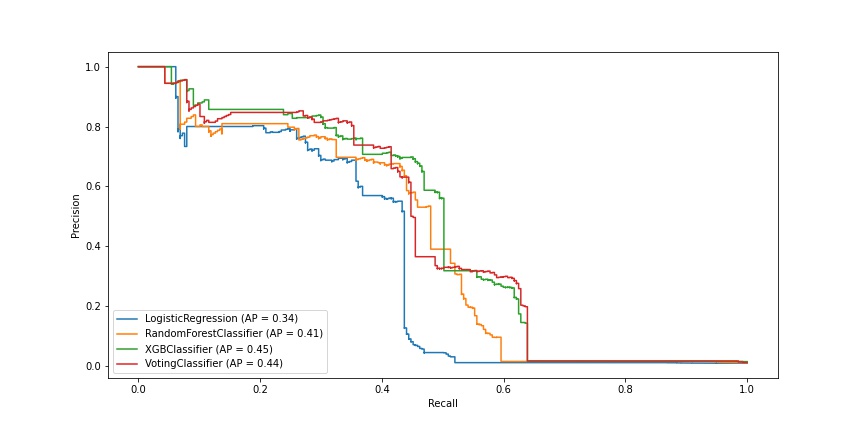 1.0
0.8
0.6
0.4
0.2
0.0
Precision
LogisticRegression (AP = 0.34)
RandomForestClassifier (AP = 0.41)
XGBClassifier (AP = 0.45)
VotingClassifier (AP = 0.44)
0.0 0.2 0.4 0.6 0.8 1.0
Recall